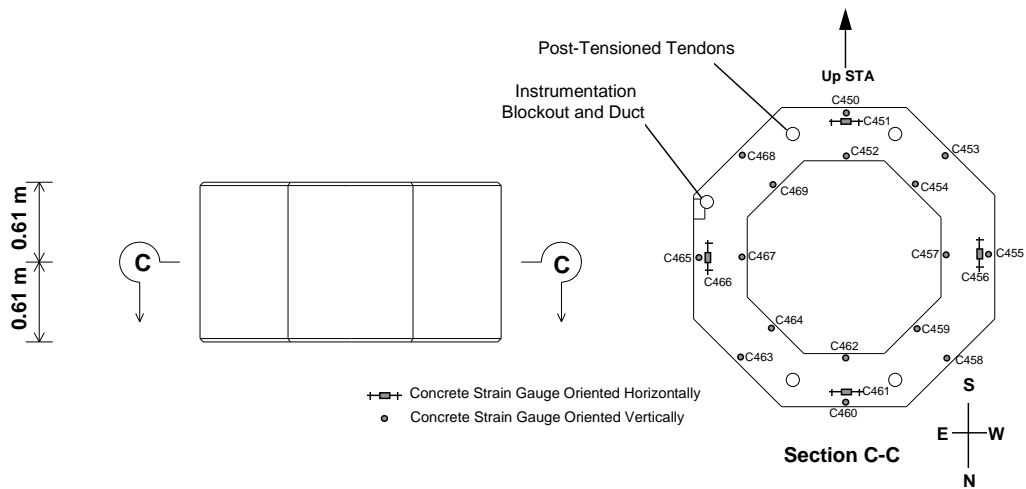 Post-Tensioned Tendons
Instrumentation
Blockout and Duct
Up STA
C450
C451
C468
C452
C453
C469
C454
0.61 m
0.61 m
C
C
C465
C467
C457
C455
C466
C456
C464
C459
C462
C463
C458
C461
C460
Concrete Strain Gauge Oriented Horizontally
Concrete Strain Gauge Oriented Vertically
Section C-C
S
E
W
N